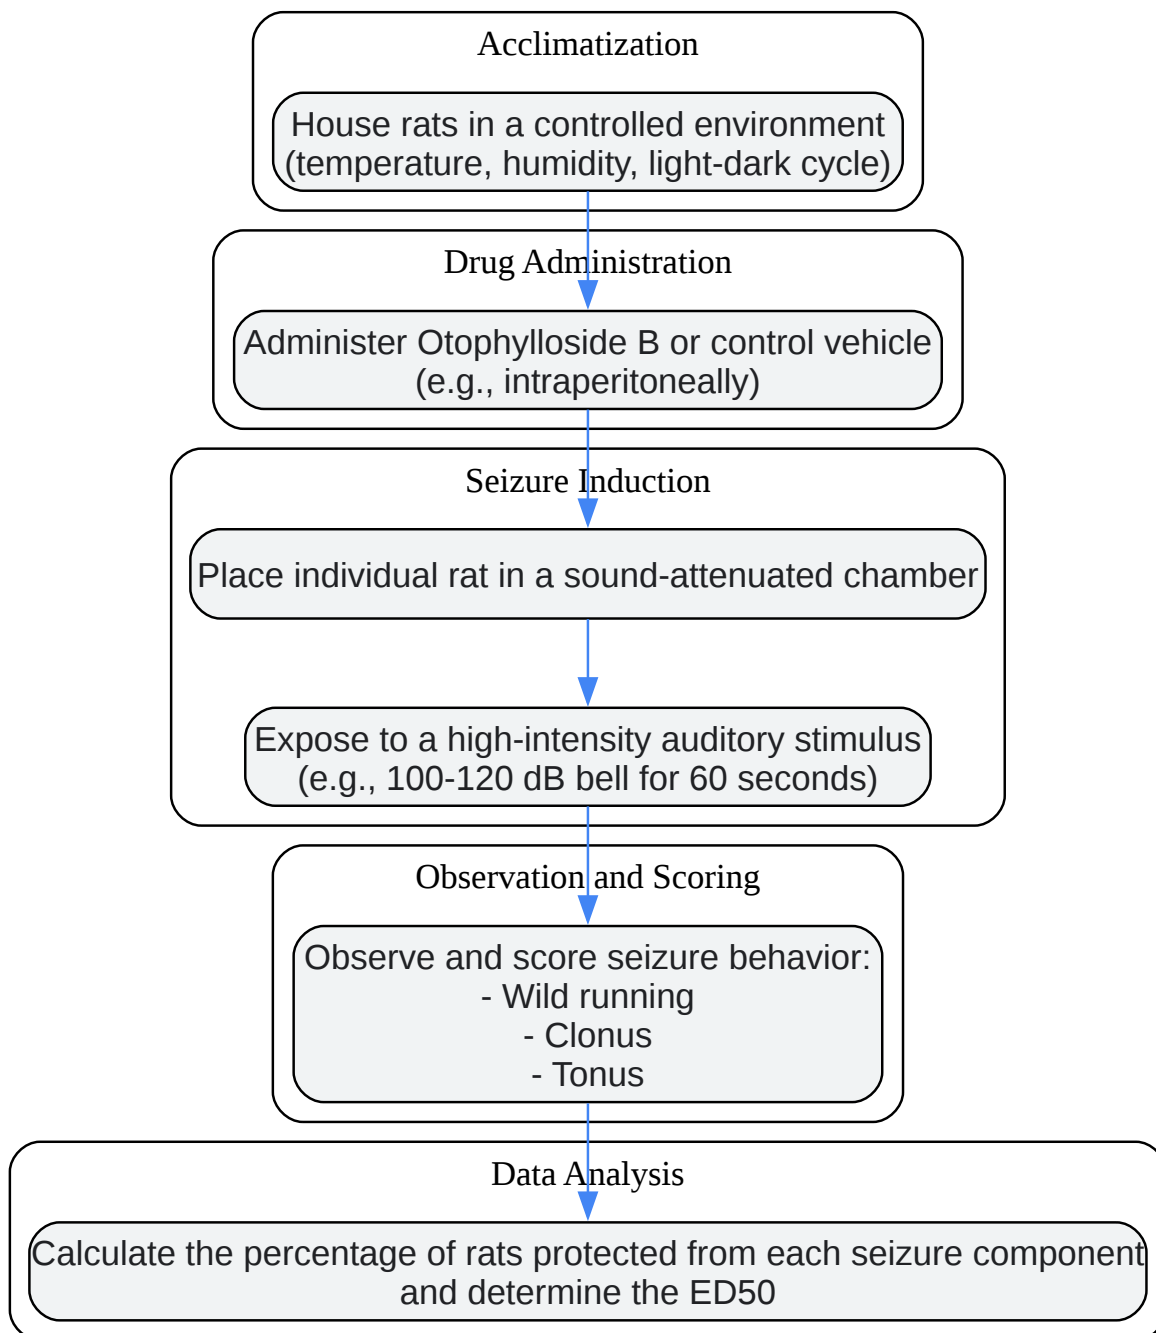 Acclimatization
House rats in a controlled environment
(temperature, humidity, light-dark cycle)
Drug Administration
Administer Otophylloside B or control vehicle
(e.g., intraperitoneally)
Seizure Induction
Place individual rat in a sound-attenuated chamber
Expose to a high-intensity auditory stimulus
(e.g., 100-120 dB bell for 60 seconds)
Observation and Scoring
Observe and score seizure behavior:
- Wild running
- Clonus
- Tonus
Data Analysis
Calculate the percentage of rats protected from each seizure component
and determine the ED50